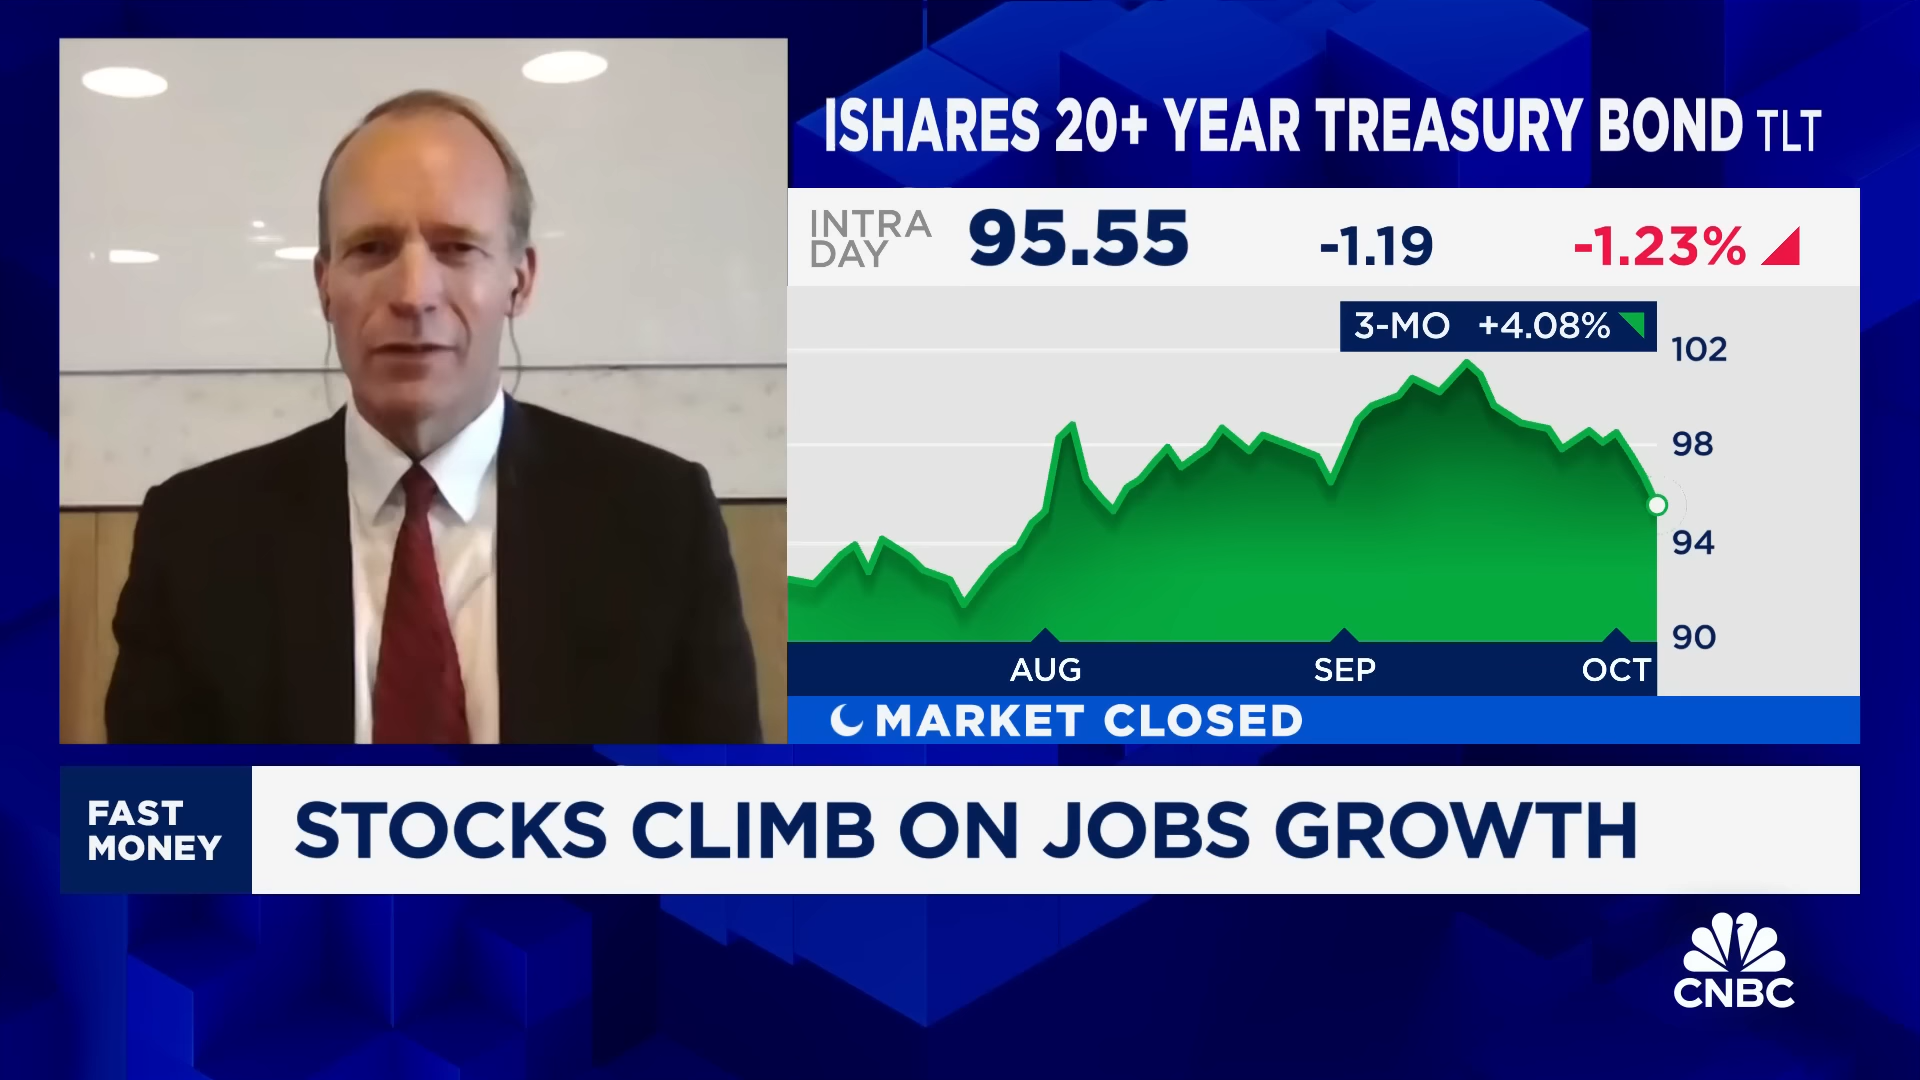 ISHARES 20+ YEAR TREASURY BOND TLT
INTRA
DAY
95.55
-1.19
-1.23%
3-MO +4.08%
102
98
94
90
AUG
SEP
OCT
MARKET CLOSED
FAST
MONEY
STOCKS CLIMB ON JOBS GROWTH
CNBC